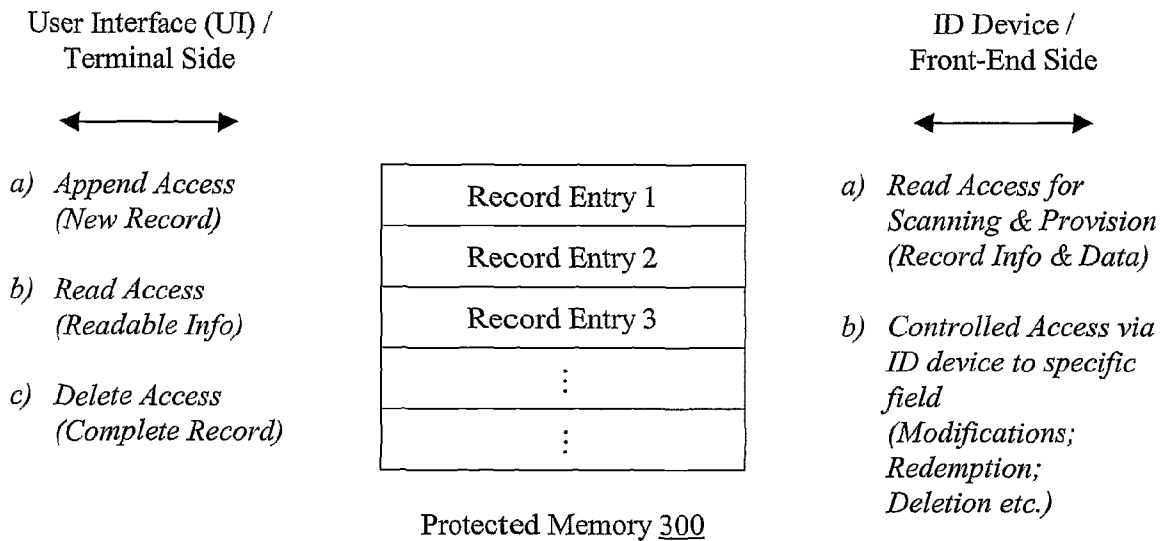 User Interface (UI) /
Terminal Side
a) Append Access
(New Record)
b) Read Access
(Readable Info)
c) Delete Access
(Complete Record)
Record Entry 1
Record Entry 2
Record Entry 3
⋮
⋮
Protected Memory 300
ID Device /
Front-End Side
a) Read Access for
Scanning & Provision
(Record Info & Data)
b) Controlled Access via
ID device to specific
field
(Modifications;
Redemption;
Deletion etc.)